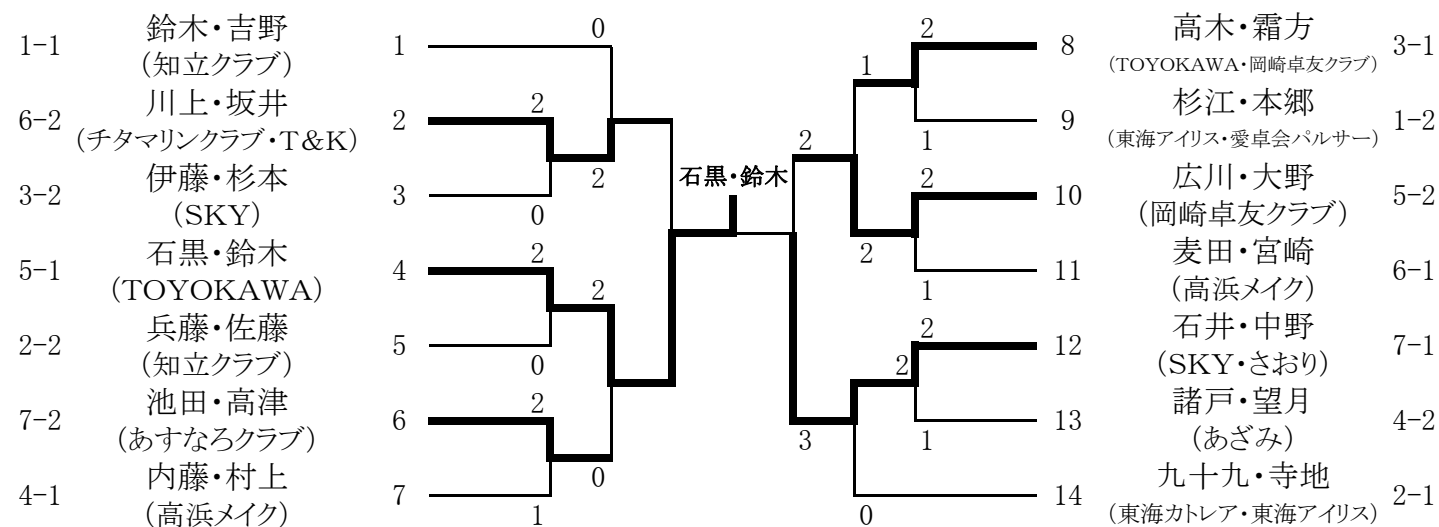 1-1 鈴木・吉野 (知立クラブ) 1
6-2 川上・坂井 (チタマリンクラブ・T&K) 2
3-2 伊藤・杉本 (SKY) 3
5-1 石黒・鈴木 (TOYOKAWA) 4
2-2 兵藤・佐藤 (知立クラブ) 5
7-2 池田・高津 (あすなろクラブ) 6
4-1 内藤・村上 (高浜メイク) 7
0
2
2
0
2
2
0
2
0
1
石黒・鈴木
2
1
1
2
2
2
1
2
2
3
1
0
8 高木・霜方 (TOYOKAWA・岡崎卓友クラブ) 3-1
9 杉江・本郷 (東海アイリス・愛卓会パルサー) 1-2
10 広川・大野 (岡崎卓友クラブ) 5-2
11 麦田・宮崎 (高浜メイク) 6-1
12 石井・中野 (SKY・さおり) 7-1
13 諸戸・望月 (あざみ) 4-2
14 九十九・寺地 (東海カトレア・東海アイリス) 2-1